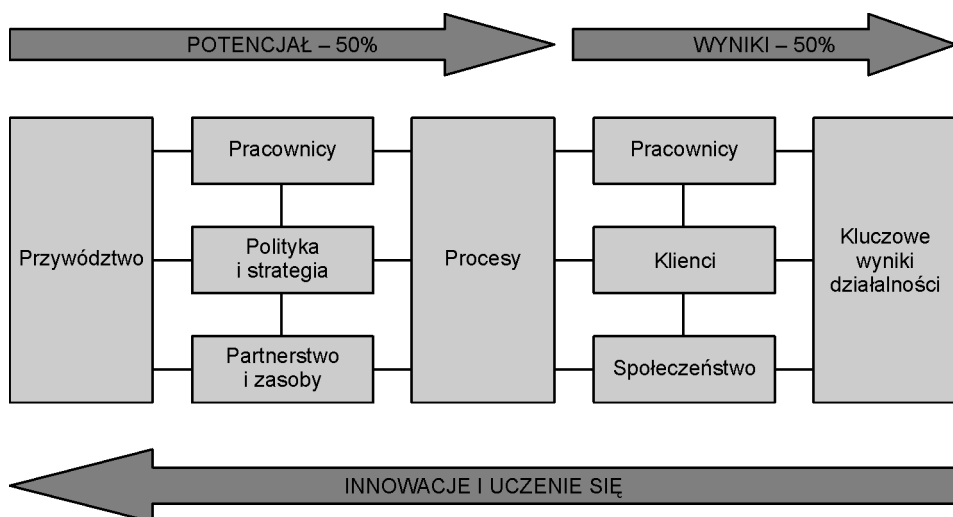 POTENCJAŁ – 50%
WYNIKI – 50%
Przywództwo
Pracownicy
Polityka
i strategia
Partnerstwo
i zasoby
Procesy
Pracownicy
Klienci
Społeczeństwo
Kluczowe
wyniki
działalności
INNOWACJE I UCZENIE SIĘ